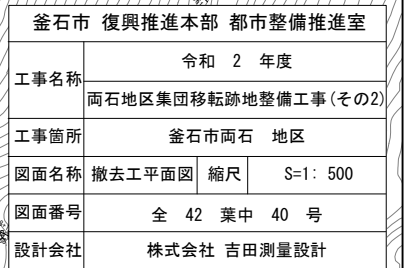 釜石市 復興推進本部 都市整備推進室
工事名称
令和 2 年度
両石地区集団移転跡地整備工事(その2)
工事箇所 釜石市両石 地区
図面名称 撤去工平面図 縮尺 S=1: 500
図面番号 全 42 葉中 40 号
設計会社 株式会社 吉田測量設計